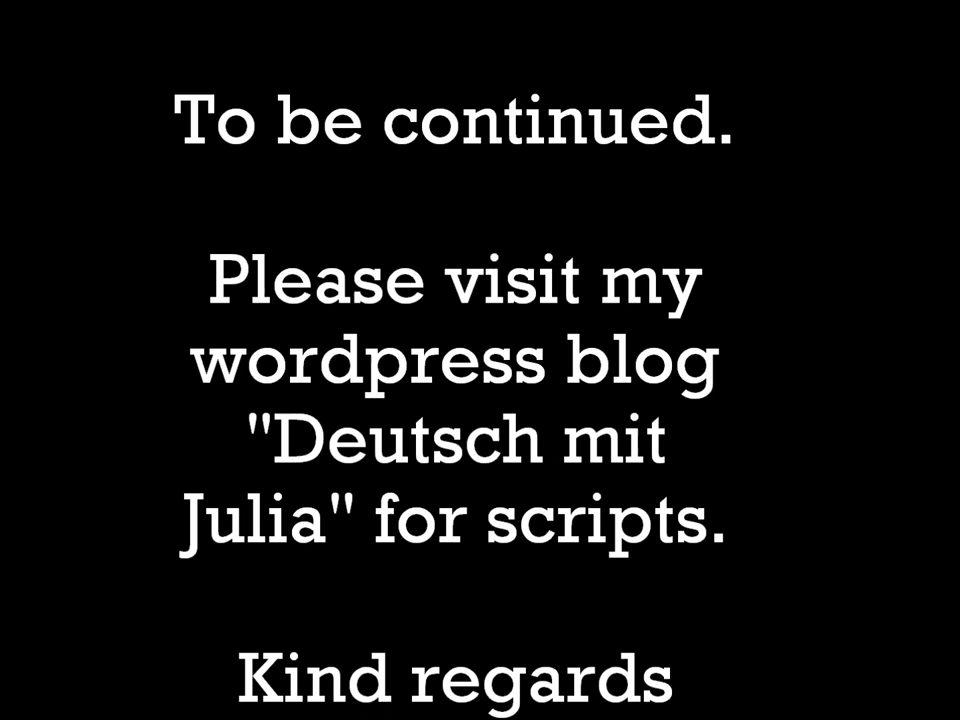 To be continued.
Please visit my
wordpress blog
"Deutsch mit
Julia" for scripts.
Kind regards